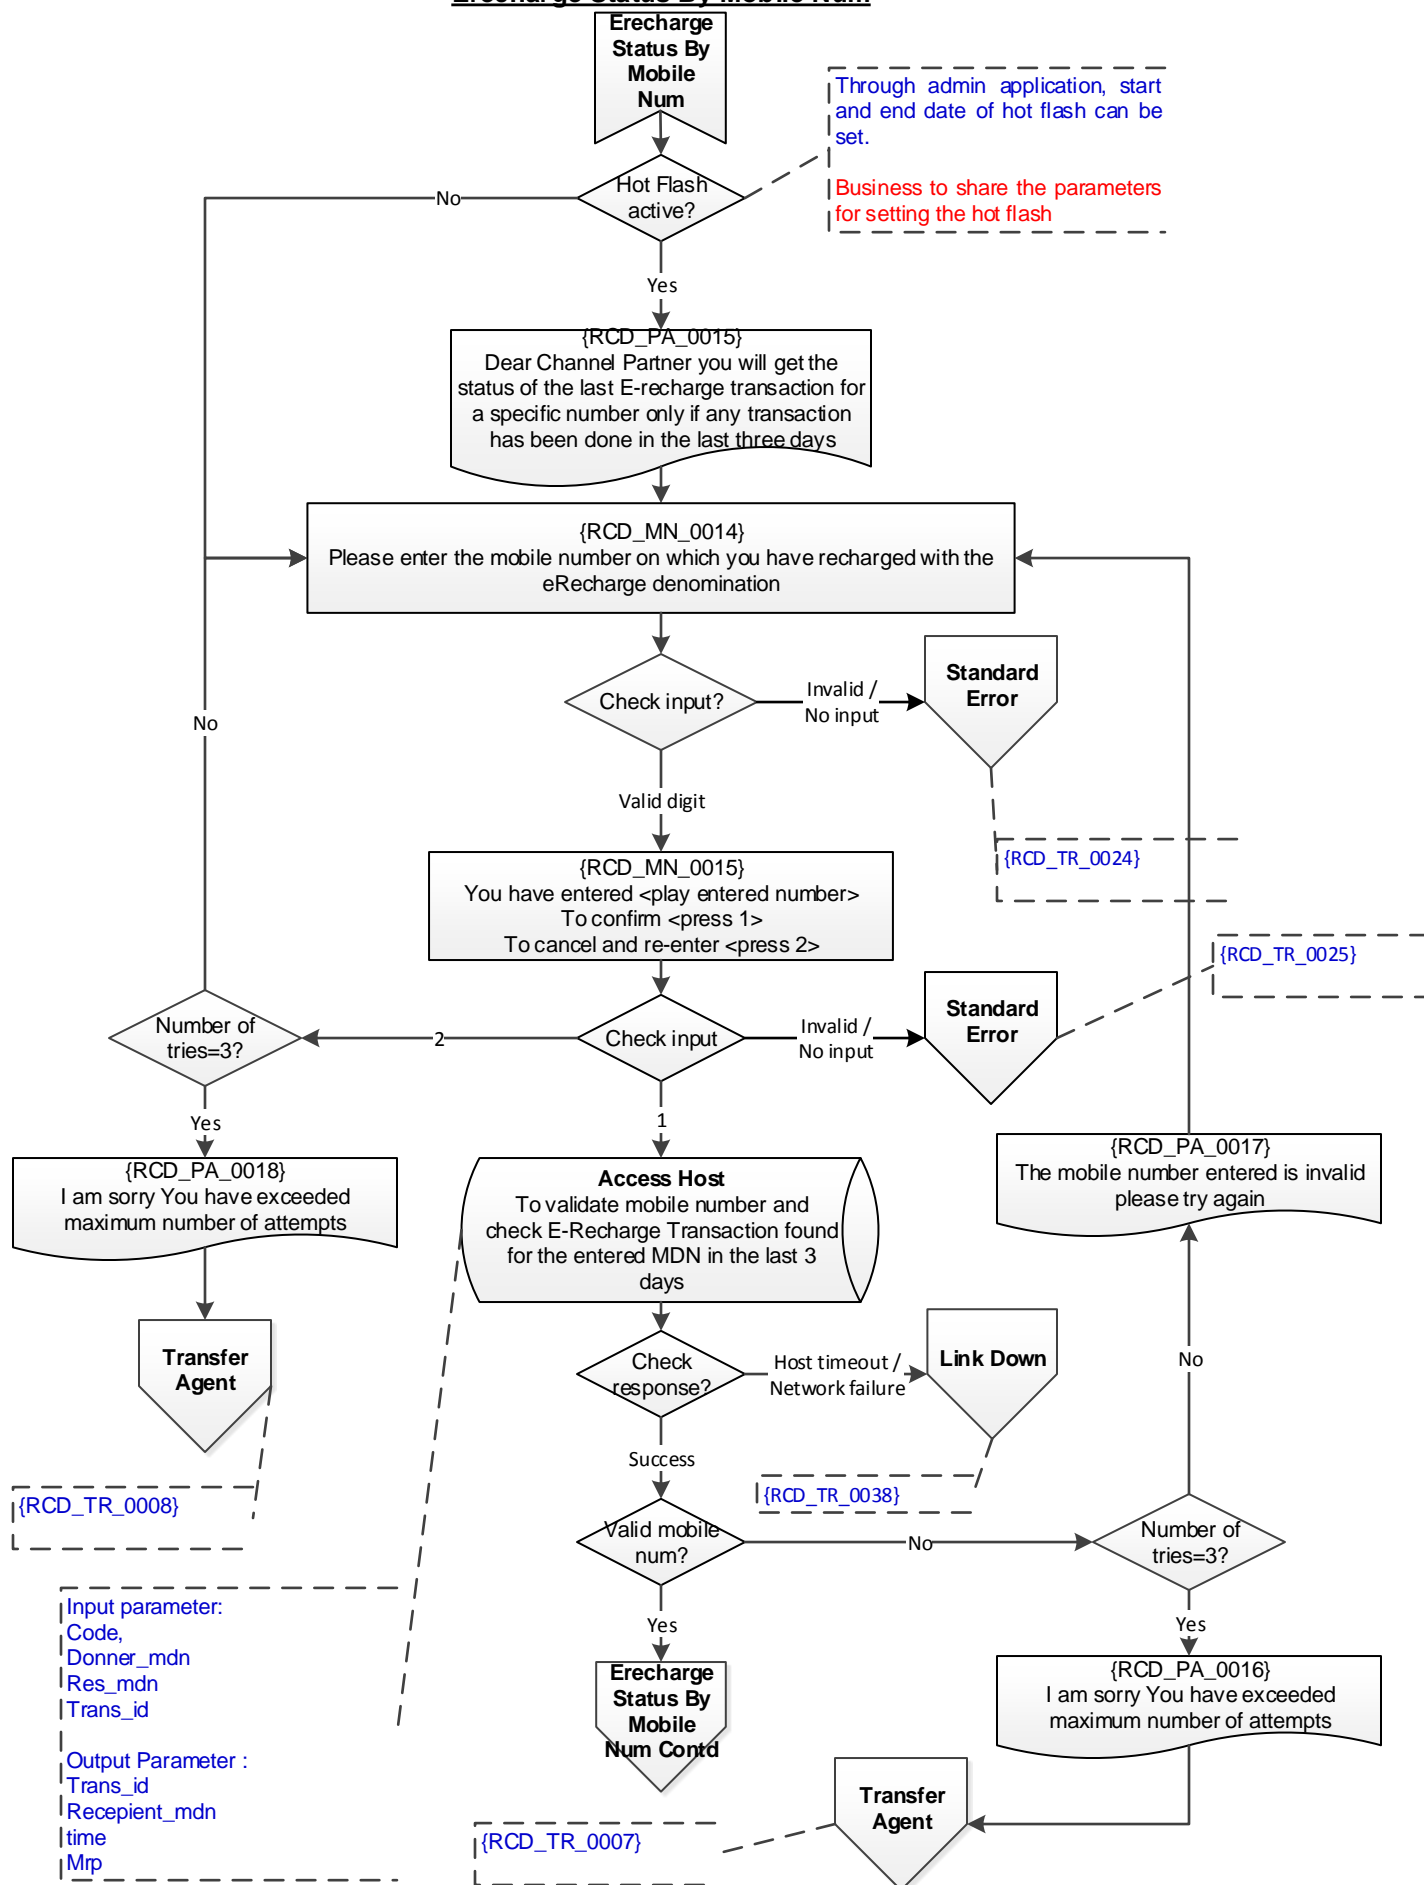 Erecharge Status By Mobile Num
Erecharge
Status By
Mobile
Num
Through admin application, start
and end date of hot flash can be
set.
Business to share the parameters
for setting the hot flash
Hot Flash
active?
No
Yes
{RCD_PA_0015}
Dear Channel Partner you will get the
status of the last E-recharge transaction for
a specific number only if any transaction
has been done in the last three days
{RCD_MN_0014}
Please enter the mobile number on which you have recharged with the
eRecharge denomination
Check input?
Invalid /
No input
Standard
Error
No
Valid digit
{RCD_TR_0024}
{RCD_MN_0015}
You have entered <play entered number>
To confirm <press 1>
To cancel and re-enter <press 2>
{RCD_TR_0025}
Number of
tries=3?
2
Check input
Invalid /
No input
Standard
Error
Yes
1
{RCD_PA_0018}
I am sorry You have exceeded
maximum number of attempts
Access Host
To validate mobile number and
check E-Recharge Transaction found
for the entered MDN in the last 3
days
{RCD_PA_0017}
The mobile number entered is invalid
please try again
Transfer
Agent
Check
response?
Host timeout /
Network failure
Link Down
No
Success
{RCD_TR_0008}
{RCD_TR_0038}
Valid mobile
num?
No
Number of
tries=3?
Input parameter:
Code,
Donner_mdn
Res_mdn
Trans_id
Output Parameter :
Trans_id
Recepient_mdn
time
Mrp
Yes
Yes
Erecharge
Status By
Mobile
Num Contd
{RCD_PA_0016}
I am sorry You have exceeded
maximum number of attempts
Transfer
Agent
{RCD_TR_0007}